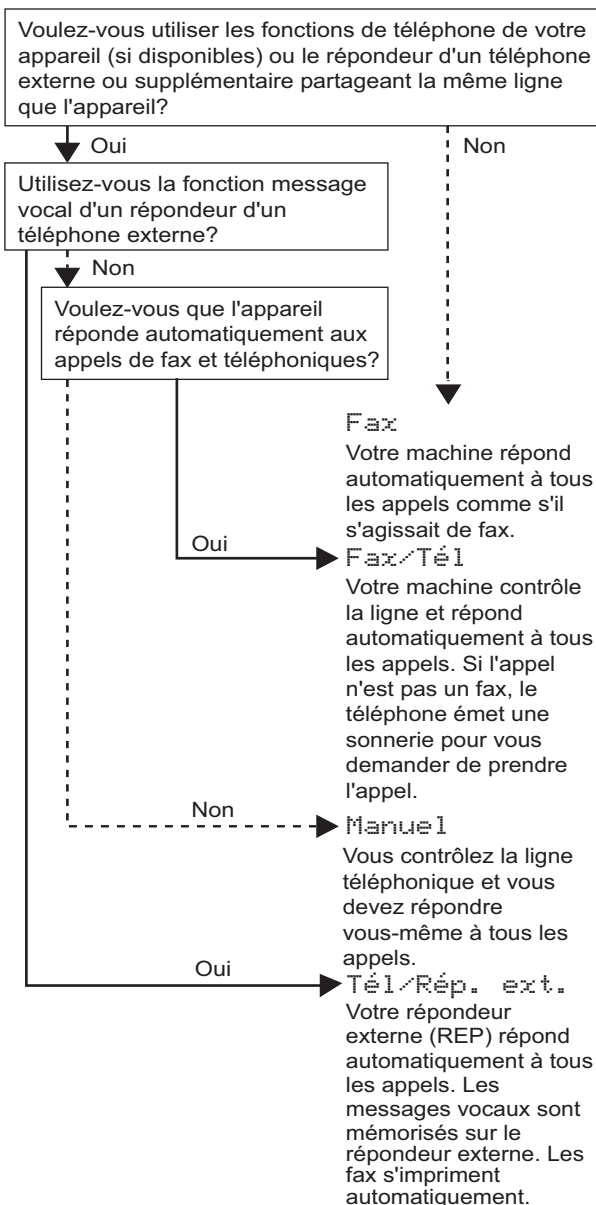 Voulez-vous utiliser les fonctions de téléphone de votre
appareil (si disponibles) ou le répondeur d'un téléphone
externe ou supplémentaire partageant la même ligne
que l'appareil?
Oui
Non
Utilisez-vous la fonction message
vocal d'un répondeur d'un
téléphone externe?
Non
Voulez-vous que l'appareil
réponde automatiquement aux
appels de fax et téléphoniques?
Fax
Votre machine répond
automatiquement à tous
les appels comme s'il
s'agissait de fax.
Oui
Fax/Tél
Votre machine contrôle
la ligne et répond
automatiquement à tous
les appels. Si l'appel
n'est pas un fax, le
téléphone émet une
sonnerie pour vous
demander de prendre
l'appel.
Non
Manuel
Vous contrôlez la ligne
téléphonique et vous
devez répondre
vous-même à tous les
appels.
Oui
Tél/Rép. ext.
Votre répondeur
externe (REP) répond
automatiquement à tous
les appels. Les
messages vocaux sont
mémorisés sur le
répondeur externe. Les
fax s'impriment
automatiquement.